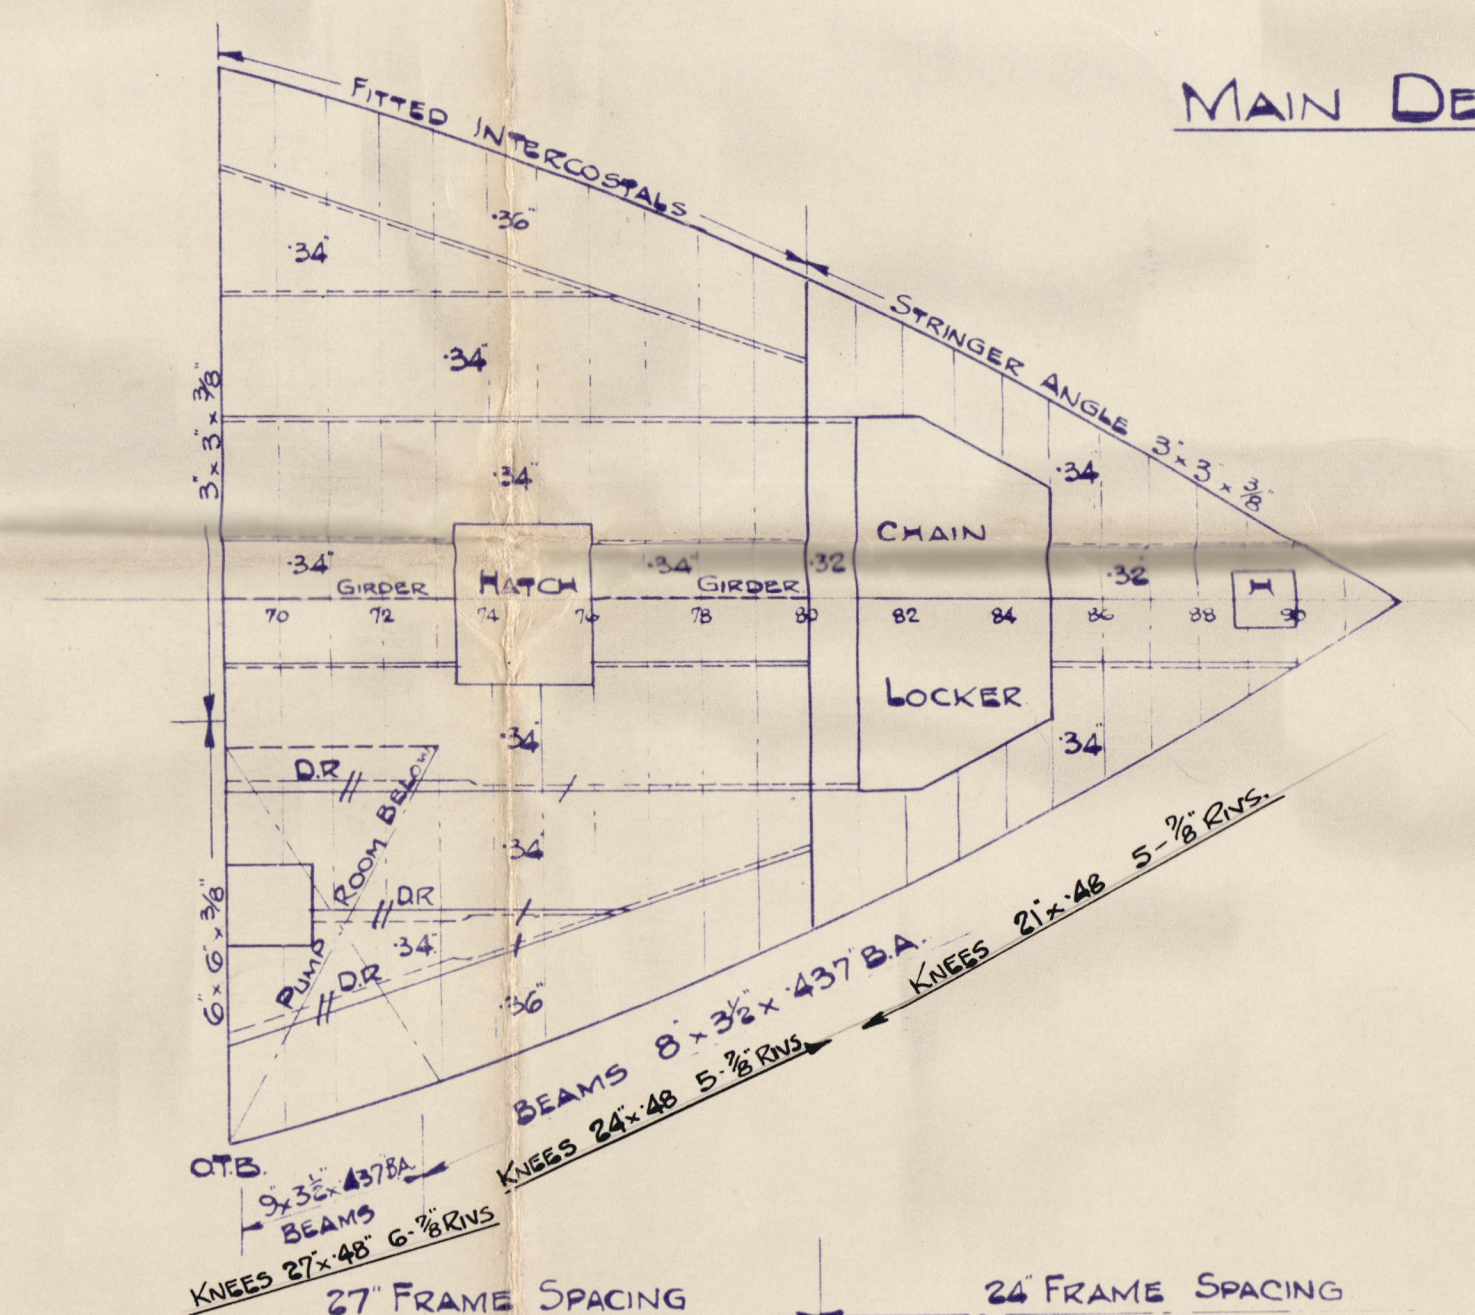 MAIN DE
FITTED INTERCOSTALS
STRINGER ANGLE 3" x 3" x 3/8"
.36"
.34"
.34"
3" x 3" x 3/8"
.34"
.34"
CHAIN
.34"
GIRDER
HATCH
.34"
GIRDER
.32
.32"
H
70 72 74 76 78 80 82 84 86 88 90
LOCKER
.34"
.34"
D.R
PUMP ROOM BELOW
.34"
6" x 6" x 3/8"
D.R
.34"
D.R
.36"
KNEES 21" x .48 5-7/8" RIVS.
BEAMS 8" x 3½" x .437" B.A.
KNEES 24" x .48 5-7/8" RIVS
O.T.B.
9" x 3½" x .437" BA
BEAMS
KNEES 27" x .48" 6-7/8" RIVS
27" FRAME SPACING
24" FRAME SPACING